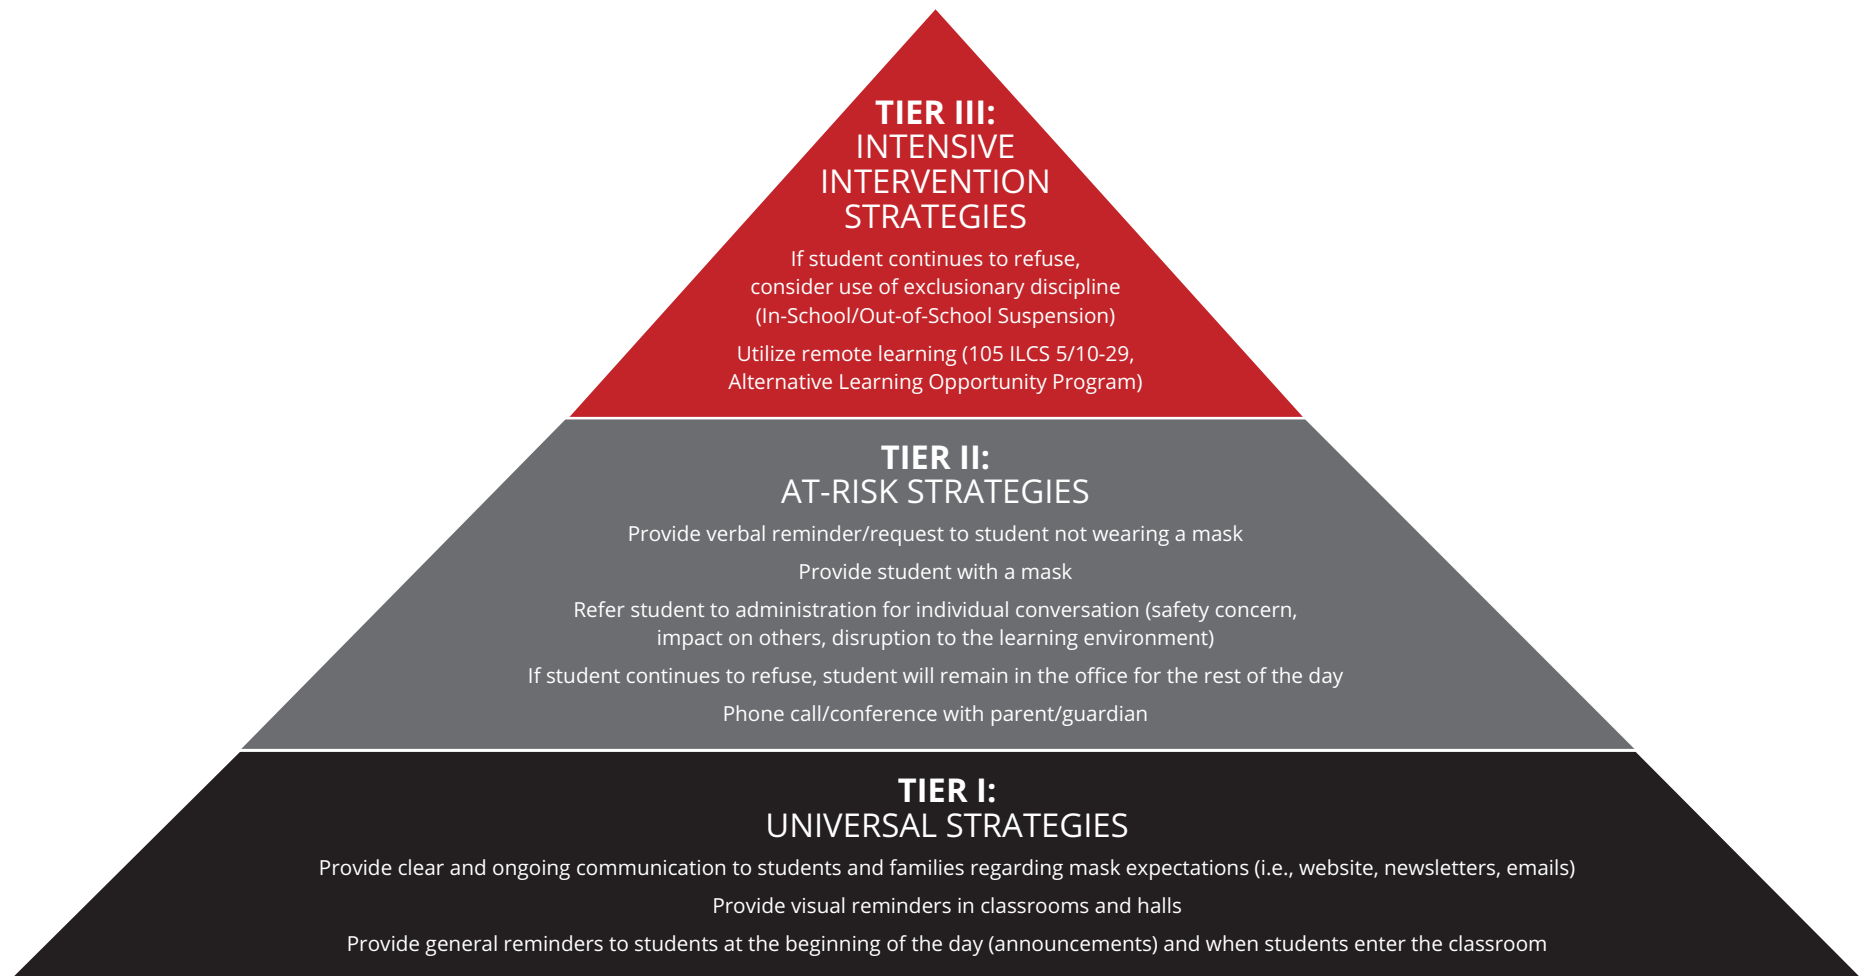 TIER III:
INTENSIVE
INTERVENTION
STRATEGIES
If student continues to refuse,
consider use of exclusionary discipline
(In-School/Out-of-School Suspension)
Utilize remote learning (105 ILCS 5/10-29,
Alternative Learning Opportunity Program)
TIER II:
AT-RISK STRATEGIES
Provide verbal reminder/request to student not wearing a mask
Provide student with a mask
Refer student to administration for individual conversation (safety concern,
impact on others, disruption to the learning environment)
If student continues to refuse, student will remain in the office for the rest of the day
Phone call/conference with parent/guardian
TIER I:
UNIVERSAL STRATEGIES
Provide clear and ongoing communication to students and families regarding mask expectations (i.e., website, newsletters, emails)
Provide visual reminders in classrooms and halls
Provide general reminders to students at the beginning of the day (announcements) and when students enter the classroom